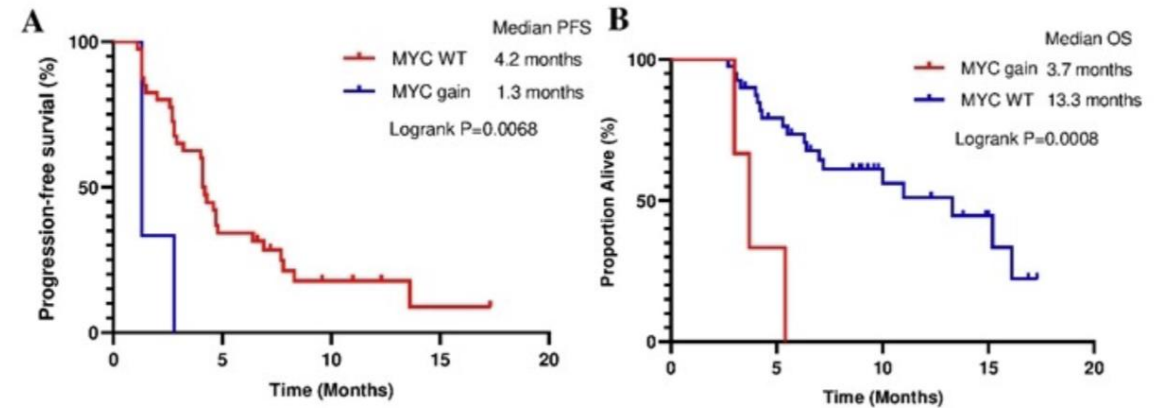 A
Median PFS
MYC WT 4.2 months
MYC gain 1.3 months
Logrank P=0.0068
Progression-free survial (%)
100
50
0
0 5 10 15 20
Time (Months)
B
Median OS
MYC gain 3.7 months
MYC WT 13.3 months
Logrank P=0.0008
Proportion Alive (%)
100
50
0
0 5 10 15 20
Time (Months)